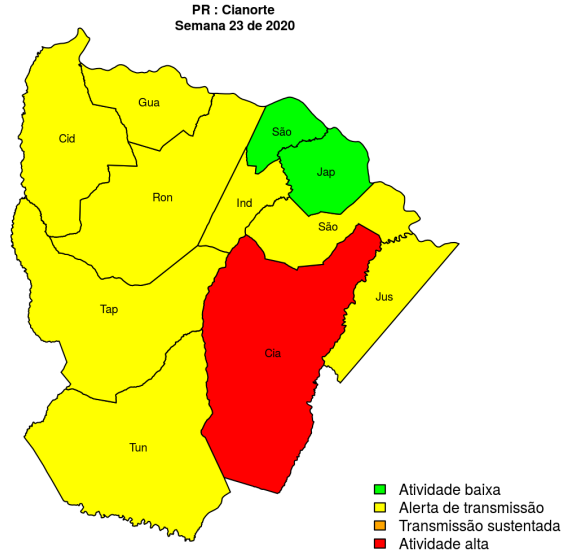 PR : Cianorte
Semana 23 de 2020
Gua
São
Cid
Jap
Ron
Ind
São
Jus
Tap
Cia
Tun
Atividade baixa
Alerta de transmissão
Transmissão sustentada
Atividade alta